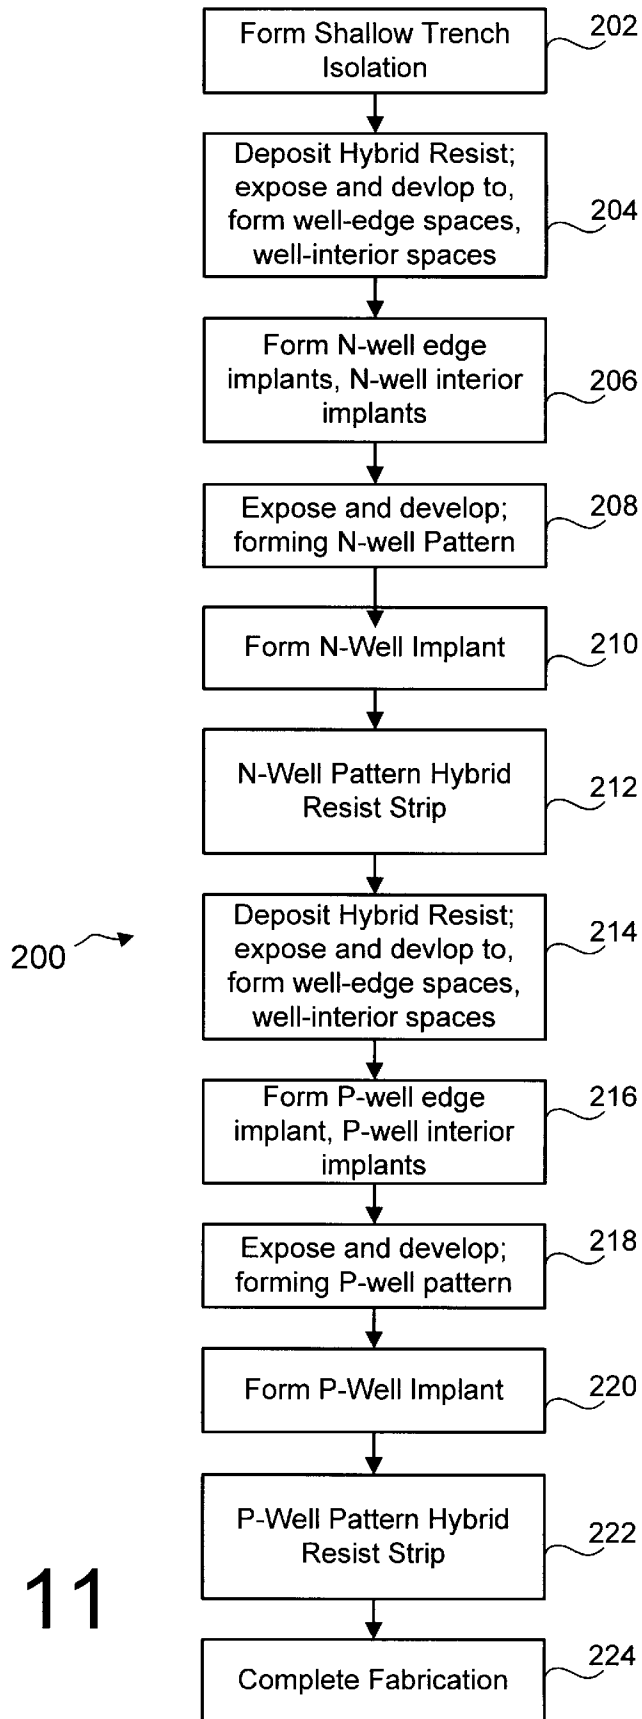 Form Shallow Trench
Isolation
202
Deposit Hybrid Resist;
expose and devlop to,
form well-edge spaces,
well-interior spaces
204
Form N-well edge
implants, N-well interior
implants
206
Expose and develop;
forming N-well Pattern
208
Form N-Well Implant
210
N-Well Pattern Hybrid
Resist Strip
212
200
Deposit Hybrid Resist;
expose and devlop to,
form well-edge spaces,
well-interior spaces
214
Form P-well edge
implant, P-well interior
implants
216
Expose and develop;
forming P-well pattern
218
Form P-Well Implant
220
P-Well Pattern Hybrid
Resist Strip
222
11
Complete Fabrication
224